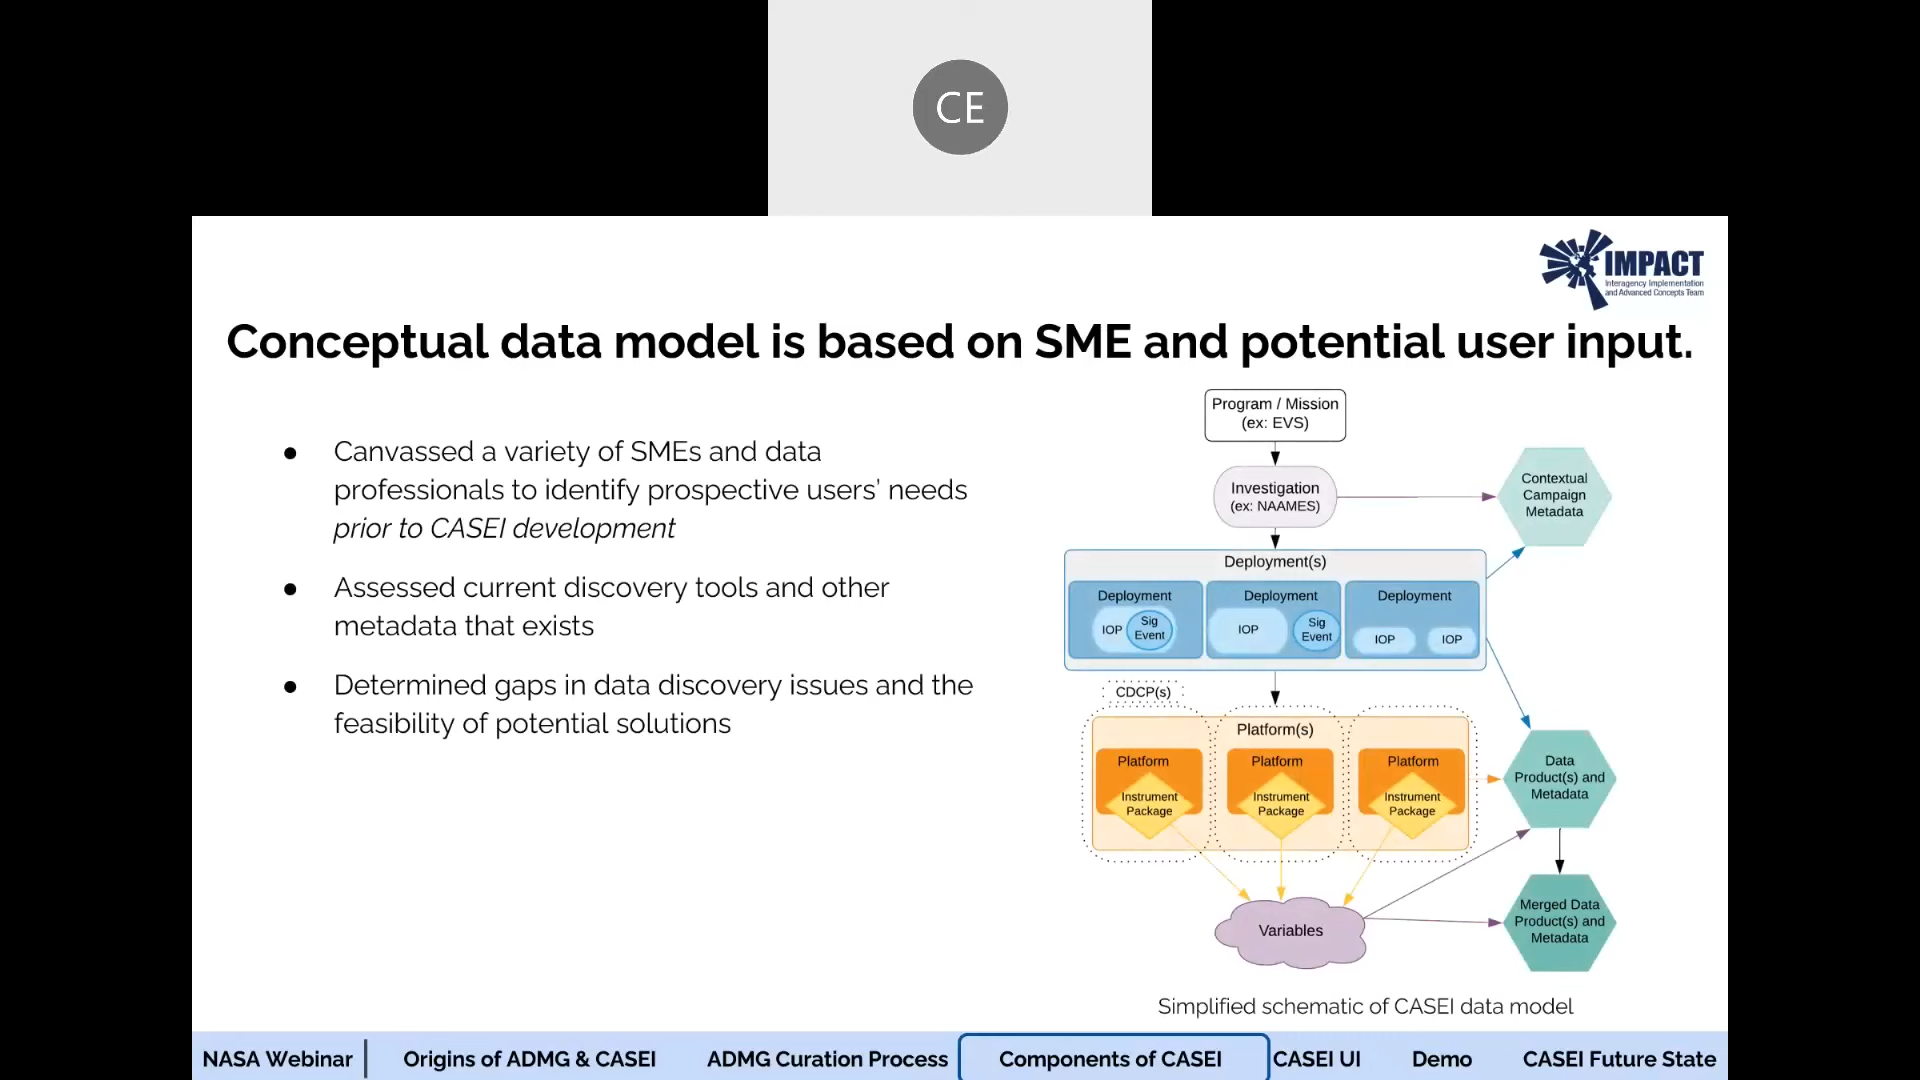 CE
IMPACT
Interagency Implementation
and Advanced Concepts Team
Conceptual data model is based on SME and potential user input.
● Canvassed a variety of SMEs and data
professionals to identify prospective users’ needs
prior to CASEI development
● Assessed current discovery tools and other
metadata that exists
● Determined gaps in data discovery issues and the
feasibility of potential solutions
Program / Mission
(ex: EVS)
Investigation
(ex: NAAMES)
Contextual
Campaign
Metadata
Deployment(s)
Deployment
IOP
Sig
Event
Deployment
IOP
Sig
Event
Deployment
IOP
IOP
CDCP(s)
Platform(s)
Platform
Instrument
Package
Platform
Instrument
Package
Platform
Instrument
Package
Data
Product(s) and
Metadata
Variables
Merged Data
Product(s) and
Metadata
Simplified schematic of CASEI data model
NASA Webinar
Origins of ADMG & CASEI
ADMG Curation Process
Components of CASEI
CASEI UI
Demo
CASEI Future State